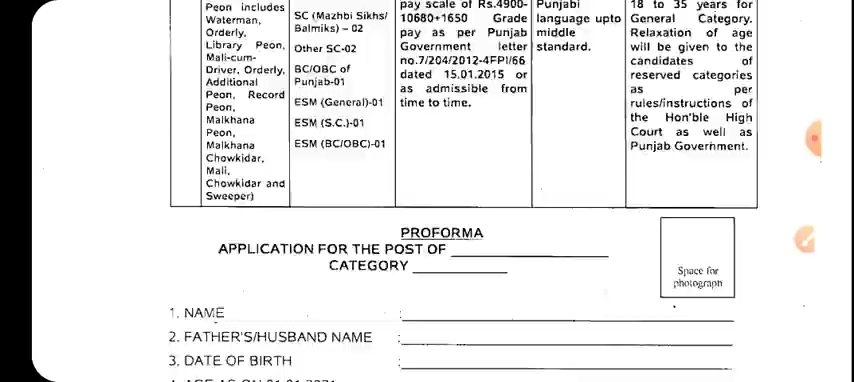 Peon includes
Waterman,
Orderly,
Library Peon,
Mali-cum-
Driver, Orderly,
Additional
Peon, Record
Peon,
Malkhana
Peon,
Malkhana
Chowkidar,
Mali,
Chowkidar and
Sweeper)
SC (Mazhbi Sikhs/
Balmiks) – 02
Other SC-02
BC/OBC of
Punjab-01
ESM (General)-01
ESM (S.C.)-01
ESM (BC/OBC)-01
pay scale of Rs.4900-
10680+1650 Grade
pay as per Punjab
Government letter
no.7/204/2012-4FPI/66
dated 15.01.2015 or
as admissible from
time to time.
Punjabi
language upto
middle
standard.
18 to 35 years for
General Category.
Relaxation of age
will be given to the
candidates of
reserved categories
as per
rules/instructions of
the Hon'ble High
Court as well as
Punjab Government.
PROFORMA
APPLICATION FOR THE POST OF
CATEGORY
Space for
photograph
1. NAME :
2. FATHER'S/HUSBAND NAME :
3. DATE OF BIRTH :